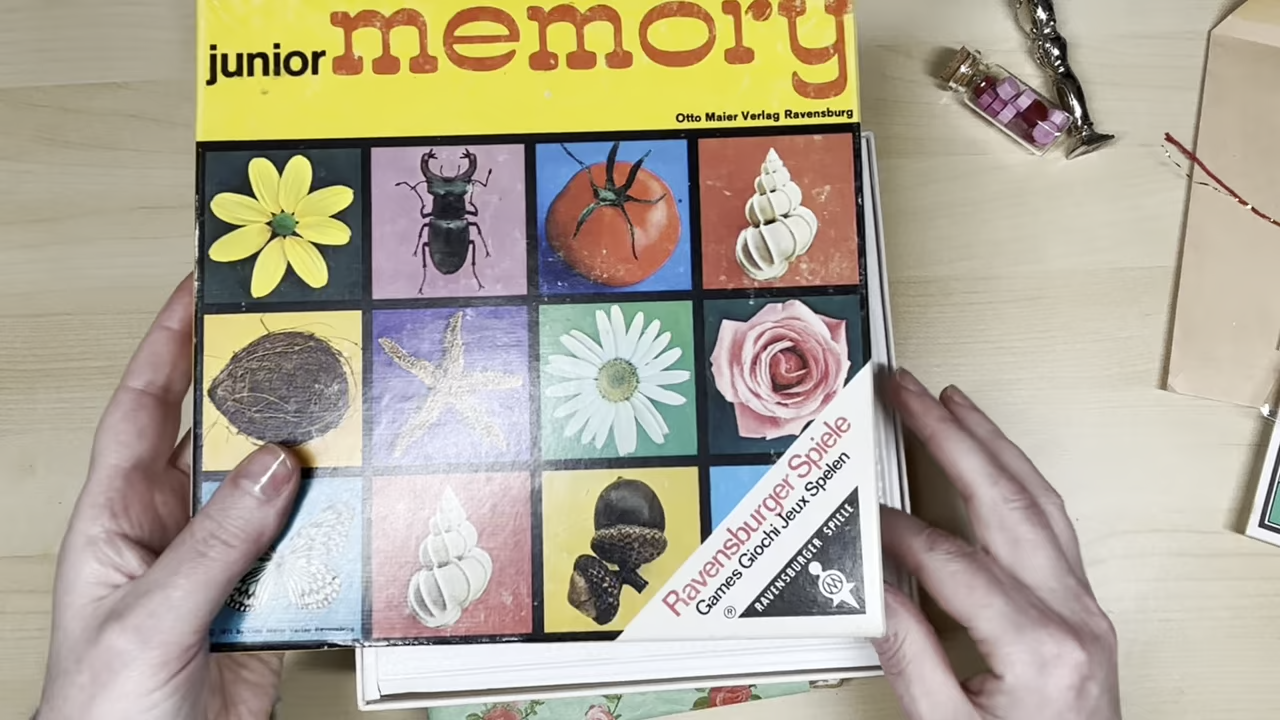 junior memory
Otto Maier Verlag Ravensburg
Ravensburger Spiele
Games Giochi Jeux Spelen
® RAVENSBURGER SPIELE